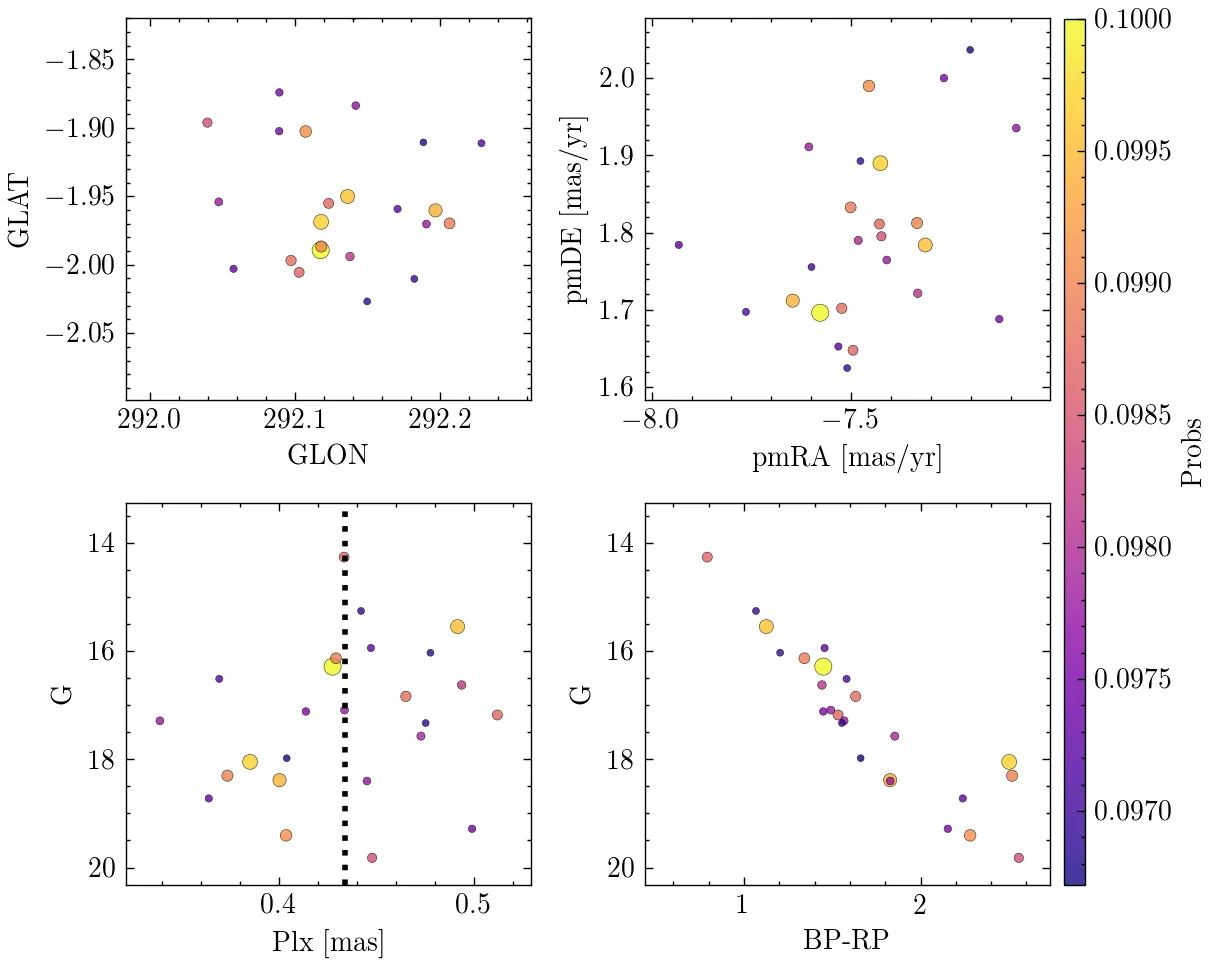 −1.85
−1.90
−1.95
−2.00
−2.05
GLAT
292.0 292.1 292.2
GLON
2.0
1.9
1.8
1.7
1.6
pmDE [mas/yr]
−8.0 −7.5
pmRA [mas/yr]
14
16
18
20
G
0.4 0.5
Plx [mas]
14
16
18
20
G
1 2
BP-RP
0.1000
0.0995
0.0990
0.0985
0.0980
0.0975
0.0970
Probs